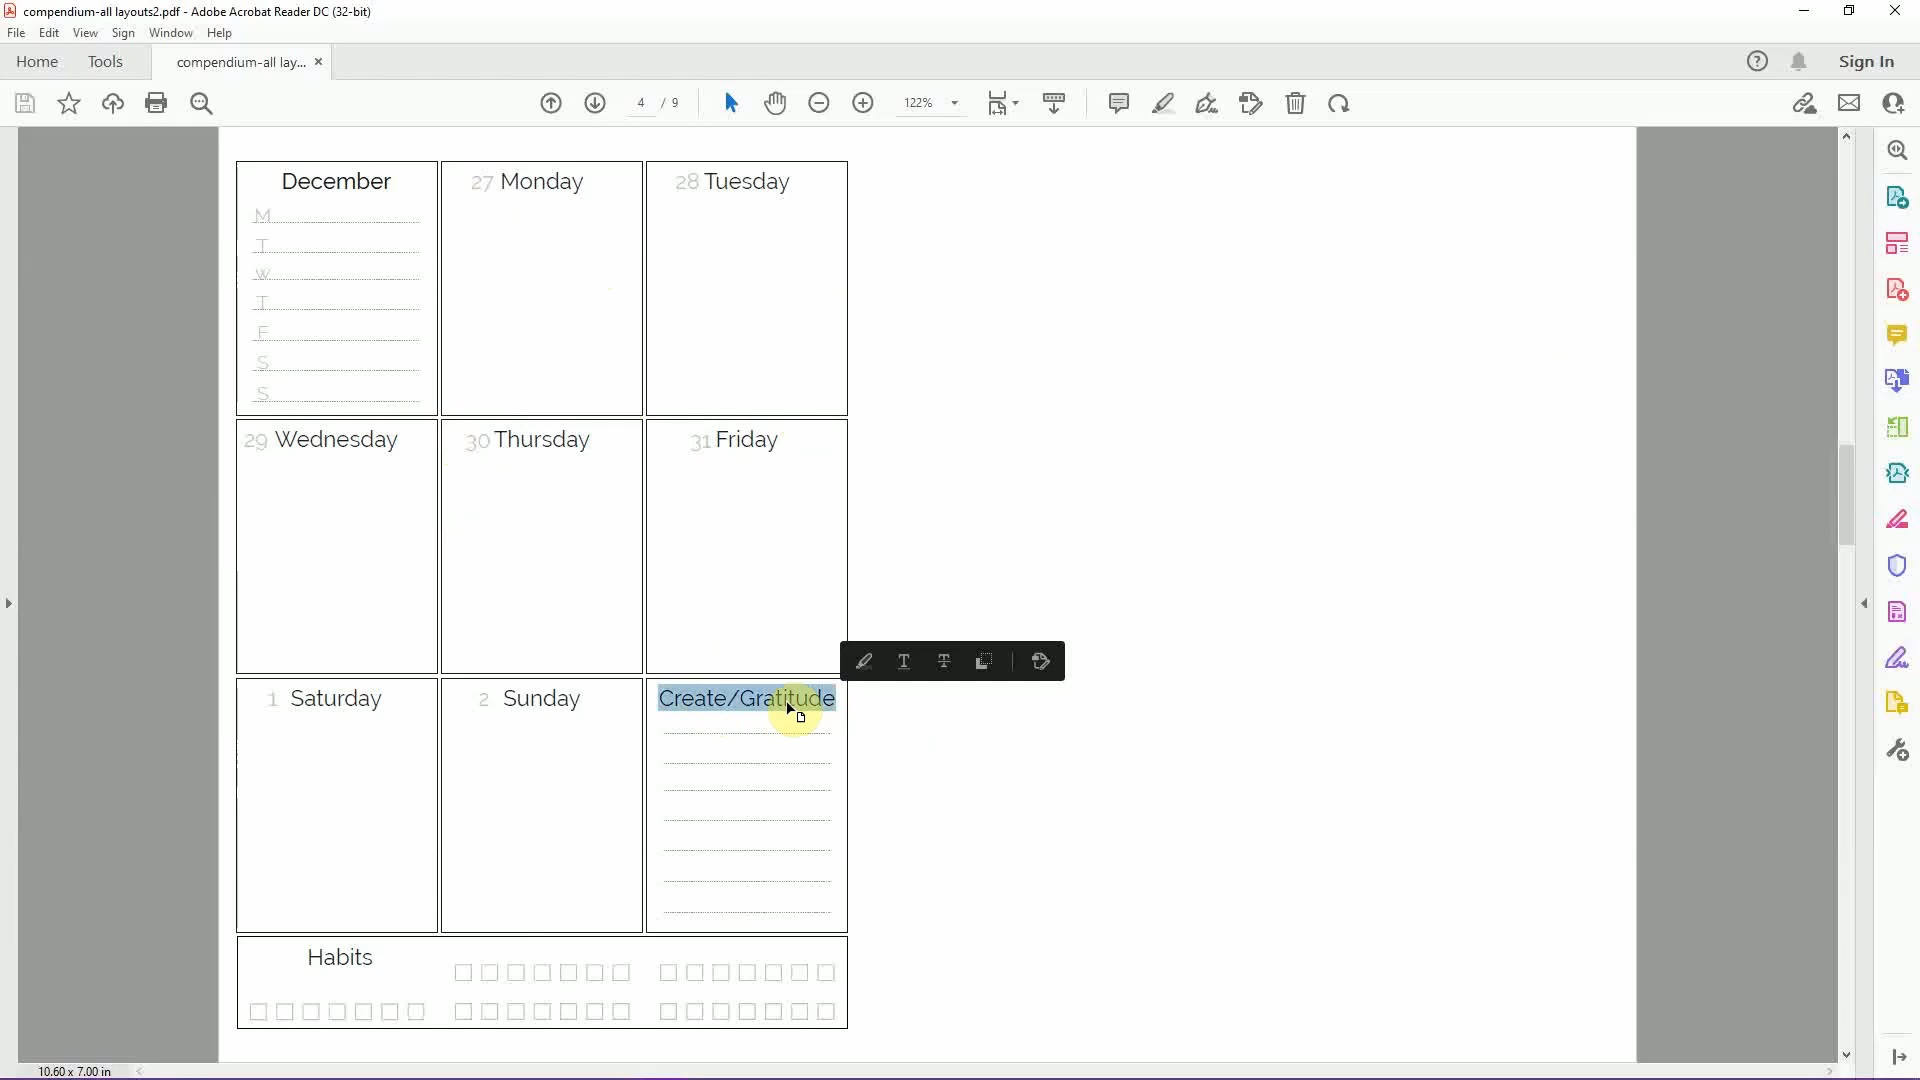 compendium-all layouts2.pdf - Adobe Acrobat Reader DC (32-bit)
File Edit View Sign Window Help
Home Tools compendium-all lay... Sign In
4 / 9 122%
December
M
T
W
T
F
S
S
27 Monday
28 Tuesday
29 Wednesday
30 Thursday
31 Friday
1 Saturday
2 Sunday
Create/Gratitude
Habits
10.60 x 7.00 in